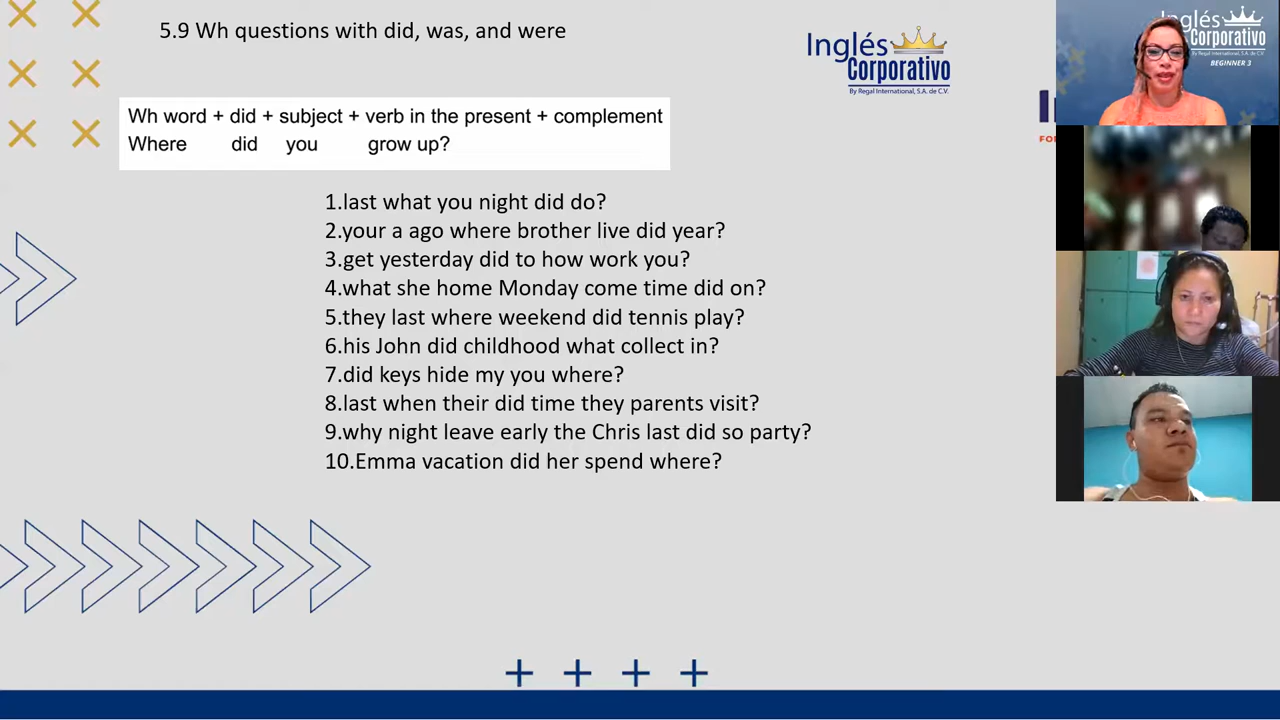 5.9 Wh questions with did, was, and were
Inglés
Corporativo
By Regal International, S.A. de C.V.
Wh word + did + subject + verb in the present + complement
Where did you grow up?
1.last what you night did do?
2.your a ago where brother live did year?
3.get yesterday did to how work you?
4.what she home Monday come time did on?
5.they last where weekend did tennis play?
6.his John did childhood what collect in?
7.did keys hide my you where?
8.last when their did time they parents visit?
9.why night leave early the Chris last did so party?
10.Emma vacation did her spend where?
Inglés
Corporativo
By Regal International, S.A. de C.V.
BEGINNER 3